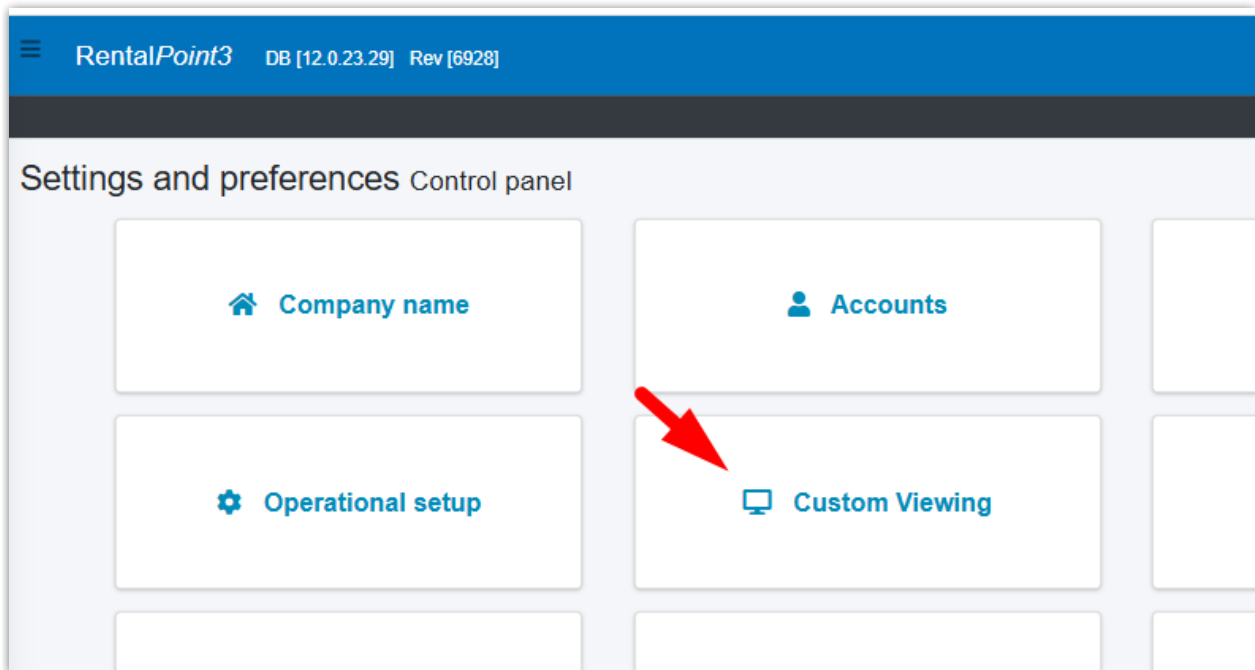 RentalPoint3 DB [12.0.23.29] Rev [6928]
Settings and preferences Control panel
Company name
Accounts
Operational setup
Custom Viewing